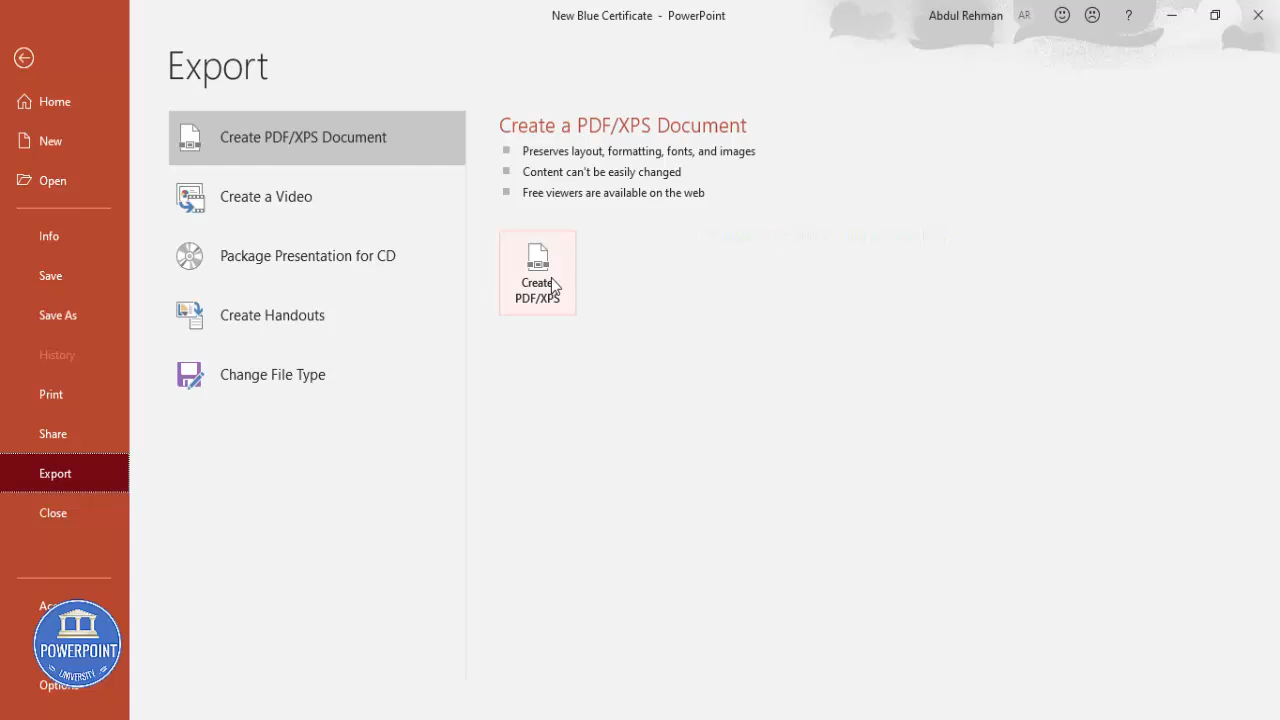 New Blue Certificate - PowerPoint
Abdul Rehman
AR
?
Export
Home
New
Open
Info
Save
Save As
History
Print
Share
Export
Close
Create PDF/XPS Document
Create a Video
Package Presentation for CD
Create Handouts
Change File Type
Create a PDF/XPS Document
Preserves layout, formatting, fonts, and images
Content can't be easily changed
Free viewers are available on the web
Create
PDF/XPS
POWERPOINT
UNIVERSITY